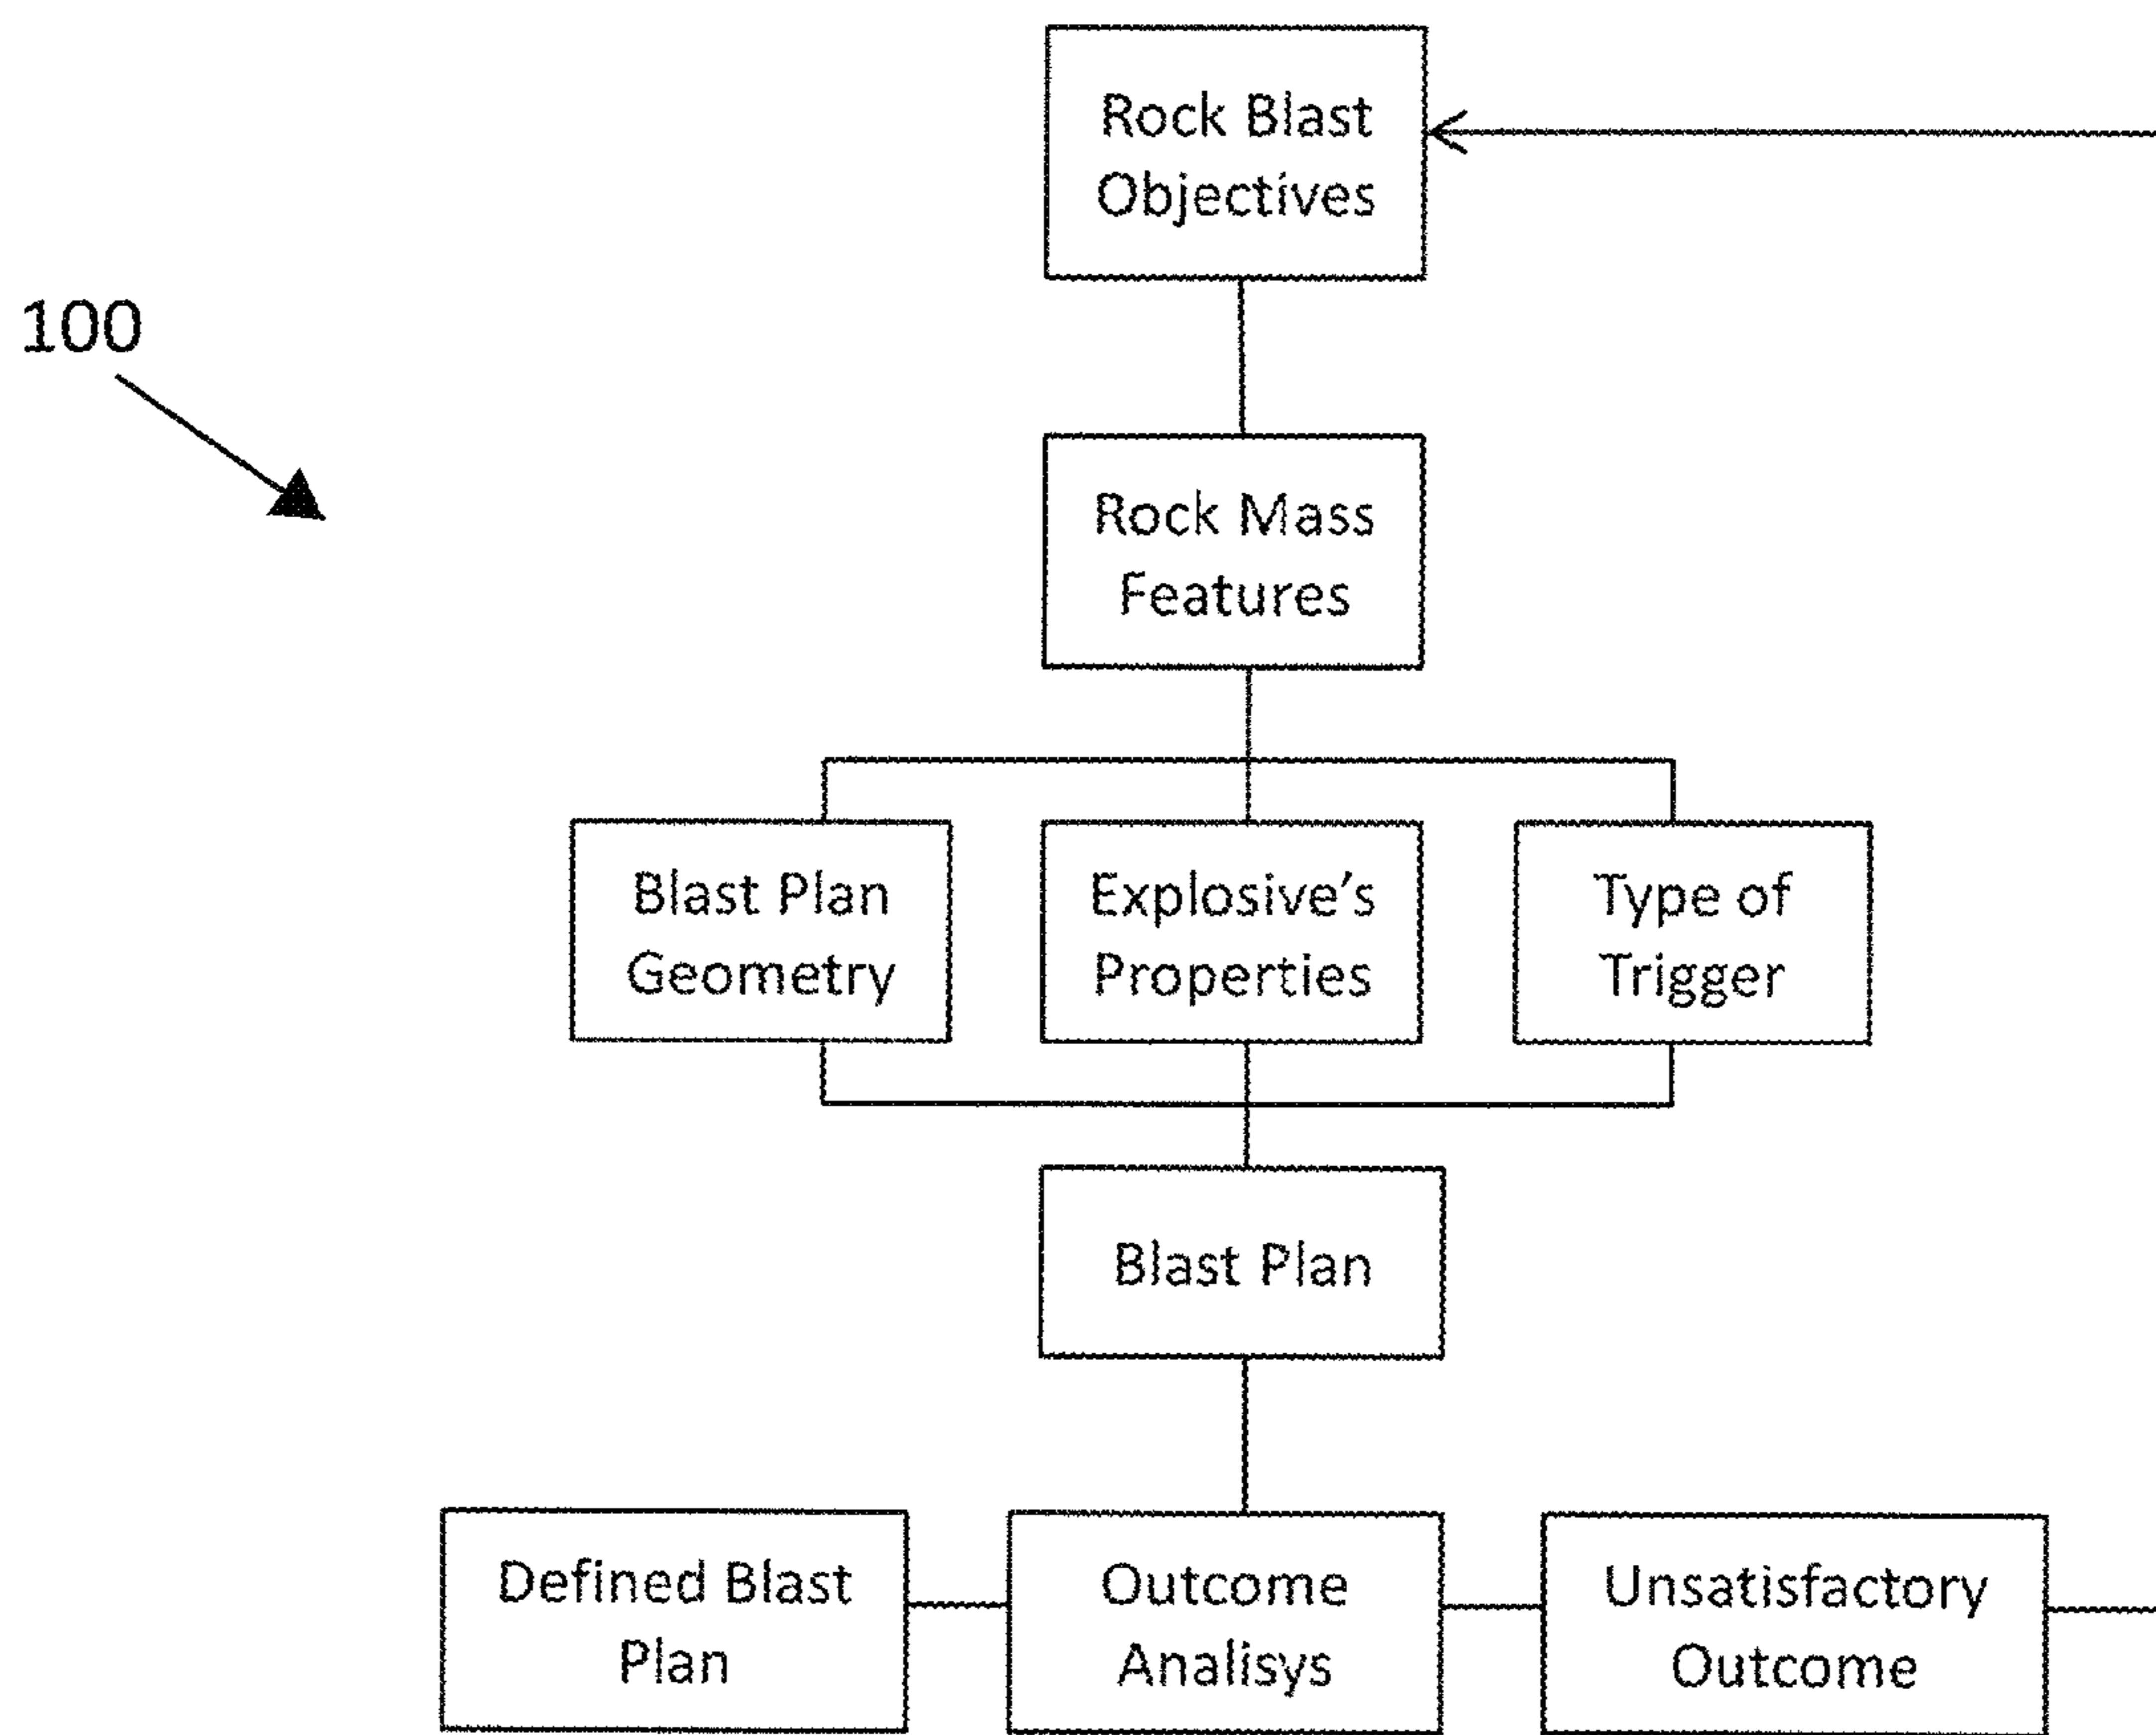 Rock Blast
Objectives
100
Rock Mass
Features
Blast Plan
Geometry
Explosive’s
Properties
Type of
Trigger
Blast Plan
Defined Blast
Plan
Outcome
Analisys
Unsatisfactory
Outcome